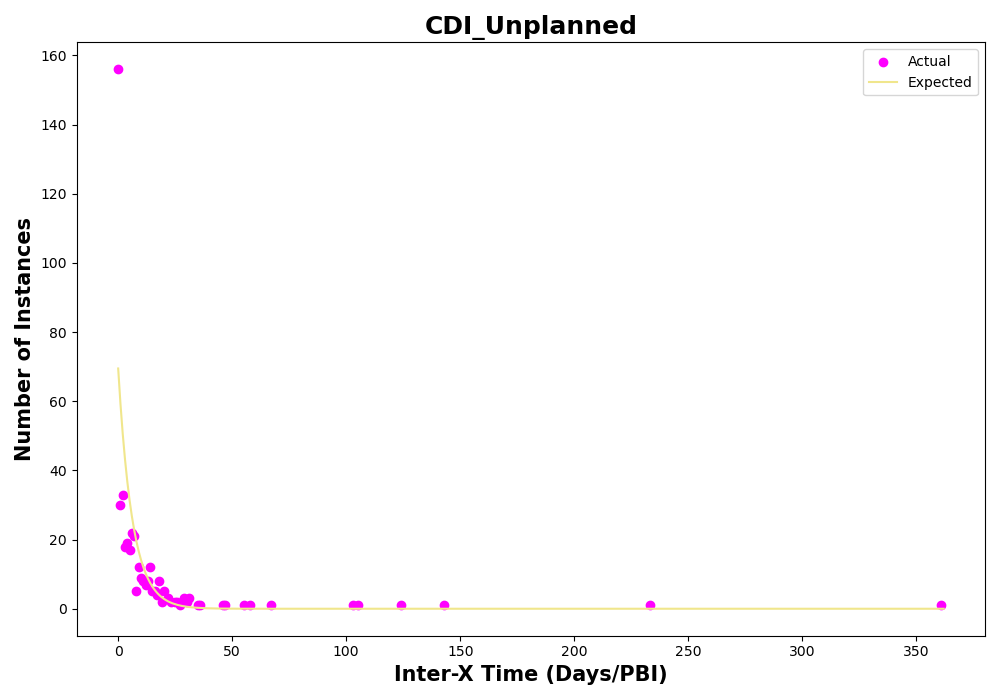 CDI_Unplanned
Actual
Expected
160
140
120
100
80
60
40
20
0
Number of Instances
0 50 100 150 200 250 300 350
Inter-X Time (Days/PBI)